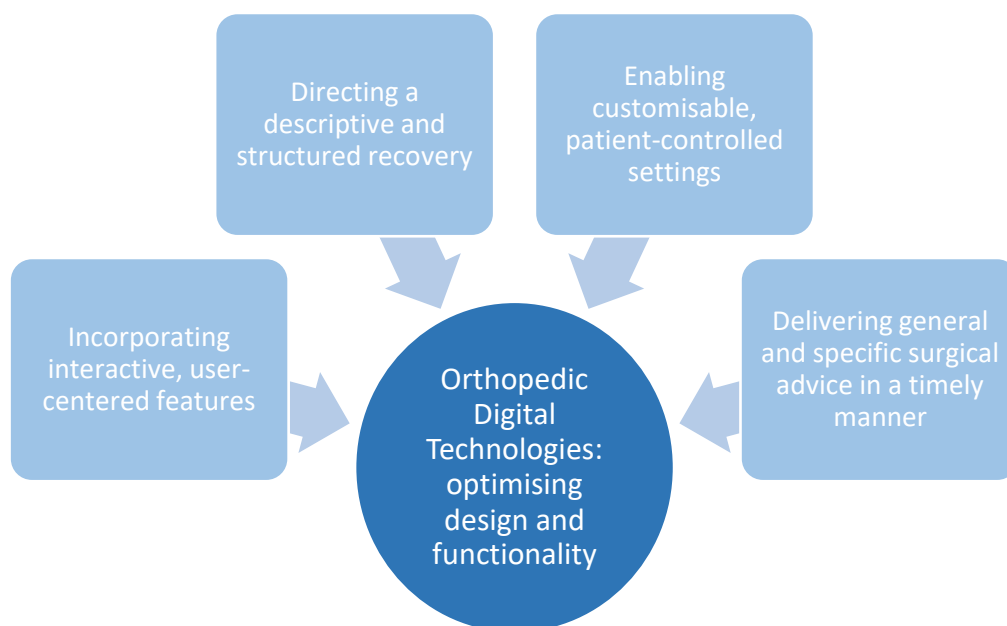 Directing a
descriptive and
structured recovery
Enabling
customisable,
patient-controlled
settings
Incorporating
interactive, user-
centered features
Delivering general
and specific surgical
advice in a timely
manner
Orthopedic
Digital
Technologies:
optimising
design and
functionality